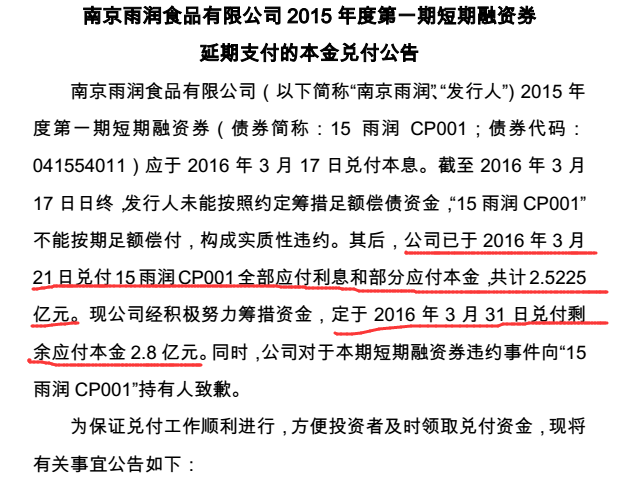 南京雨润食品有限公司 2015 年度第一期短期融资券
延期支付的本金兑付公告
南京雨润食品有限公司（以下简称“南京雨润”，“发行人”）2015 年
度第一期短期融资券（债券简称：15 雨润 CP001；债券代码：
041554011）应于 2016 年 3 月 17 日兑付本息。截至 2016 年 3 月
17 日日终，发行人未能按照约定筹措足额偿债资金，“15 雨润 CP001”
不能按期足额偿付，构成实质性违约。其后，公司已于 2016 年 3 月
21 日兑付 15 雨润 CP001 全部应付利息和部分应付本金，共计 2.5225
亿元。现公司经积极努力筹措资金，定于 2016 年 3 月 31 日兑付剩
余应付本金 2.8 亿元。同时，公司对于本期短期融资券违约事件向“15
雨润 CP001”持有人致歉。
为保证兑付工作顺利进行，方便投资者及时领取兑付资金，现将
有关事宜公告如下：